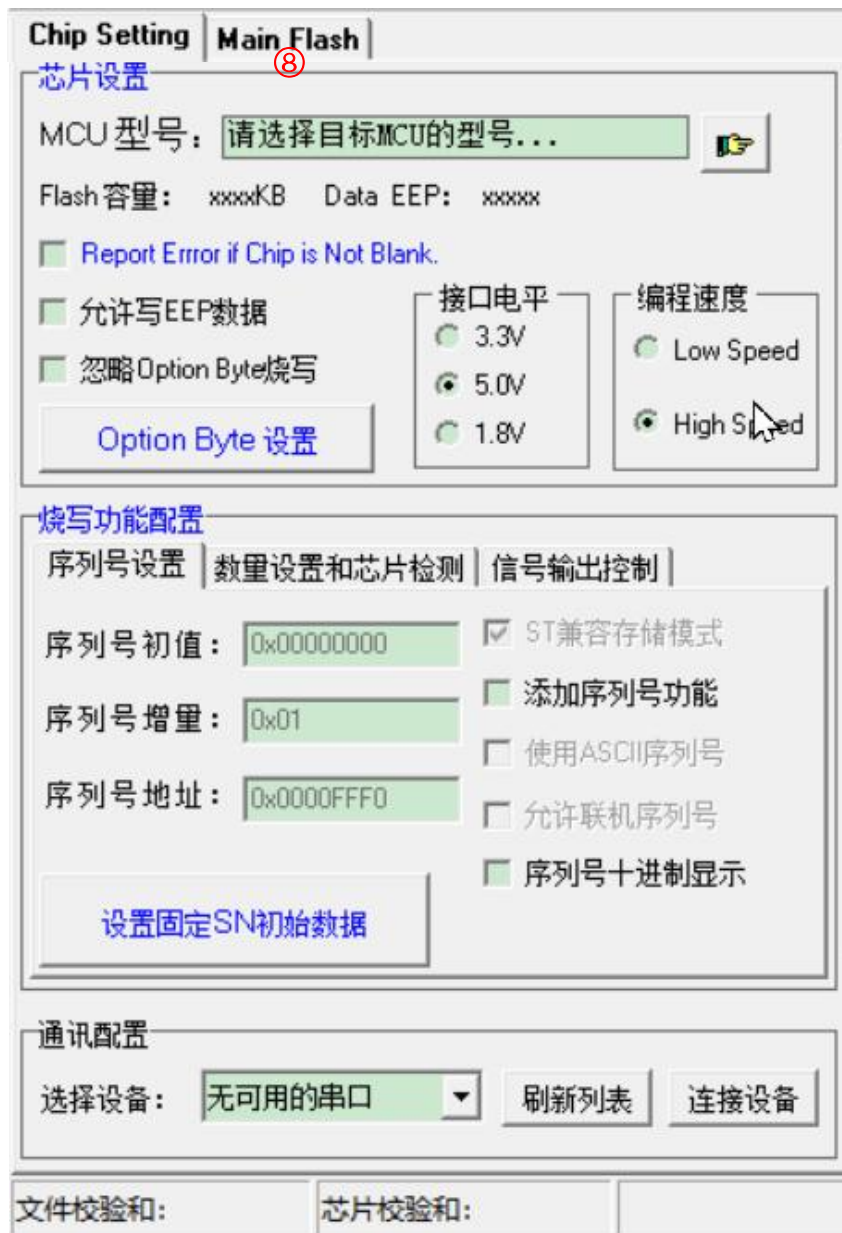 Chip Setting Main Flash
⑧
芯片设置
MCU 型号: 请选择目标MCU的型号...
Flash 容量: xxxxKB Data EEP: xxxxx
Report Errror if Chip is Not Blank.
允许写EEP数据
忽略Option Byte烧写
Option Byte 设置
接口电平
3.3V
5.0V
1.8V
编程速度
Low Speed
High Speed
烧写功能配置
序列号设置 数量设置和芯片检测 信号输出控制
序列号初值: 0x00000000
序列号增量: 0x01
序列号地址: 0x0000FFF0
ST兼容存储模式
添加序列号功能
使用ASCII序列号
允许联机序列号
序列号十进制显示
设置固定SN初始数据
通讯配置
选择设备: 无可用的串口 刷新列表 连接设备
文件校验和: 芯片校验和: